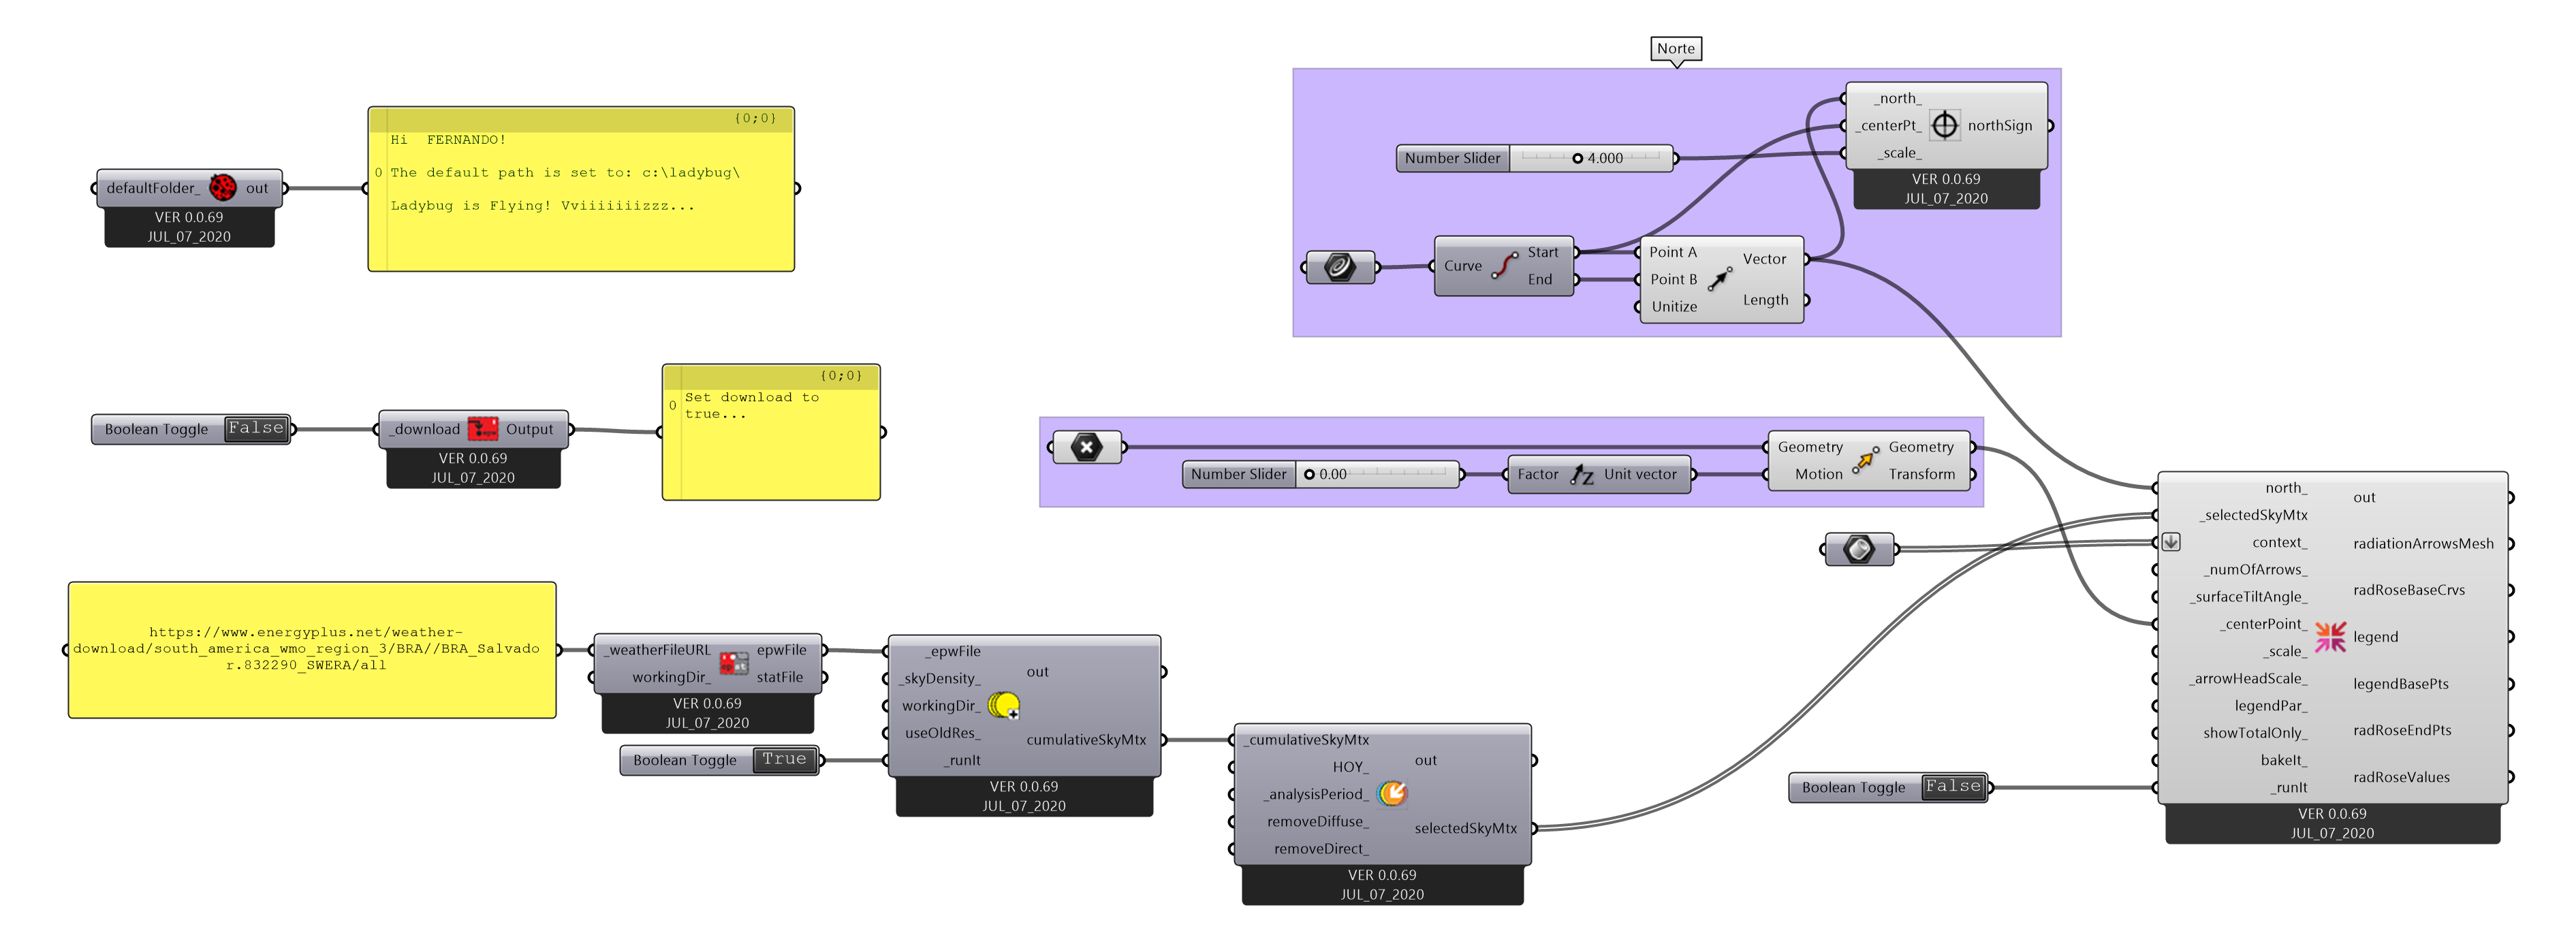 Norte
_north_
_centerPt_
_scale_
northSign
VER 0.0.69
JUL_07_2020
Number Slider
4.000
Curve
Start
End
Point A
Point B
Unitize
Vector
Length
defaultFolder_
out
VER 0.0.69
JUL_07_2020
{0;0}
0
Hi  FERNANDO!
The default path is set to: c:\ladybug\
Ladybug is Flying! Vviiiiiiizzz...
Boolean Toggle
False
_download
Output
VER 0.0.69
JUL_07_2020
{0;0}
0
Set download to
true...
Number Slider
0.00
Factor
Unit vector
Geometry
Motion
Geometry
Transform
https://www.energyplus.net/weather-
download/south_america_wmo_region_3/BRA//BRA_Salvado
r.832290_SWERA/all
_weatherFileURL
workingDir_
epwFile
statFile
VER 0.0.69
JUL_07_2020
Boolean Toggle
True
_epwFile
_skyDensity_
workingDir_
useOldRes_
_runIt
out
cumulativeSkyMtx
VER 0.0.69
JUL_07_2020
_cumulativeSkyMtx
HOY_
_analysisPeriod_
removeDiffuse_
removeDirect_
out
selectedSkyMtx
VER 0.0.69
JUL_07_2020
Boolean Toggle
False
north_
_selectedSkyMtx
context_
_numOfArrows_
_surfaceTiltAngle_
_centerPoint_
_scale_
_arrowHeadScale_
legendPar_
showTotalOnly_
bakeIt_
_runIt
out
radiationArrowsMesh
radRoseBaseCrvs
legend
legendBasePts
radRoseEndPts
radRoseValues
VER 0.0.69
JUL_07_2020